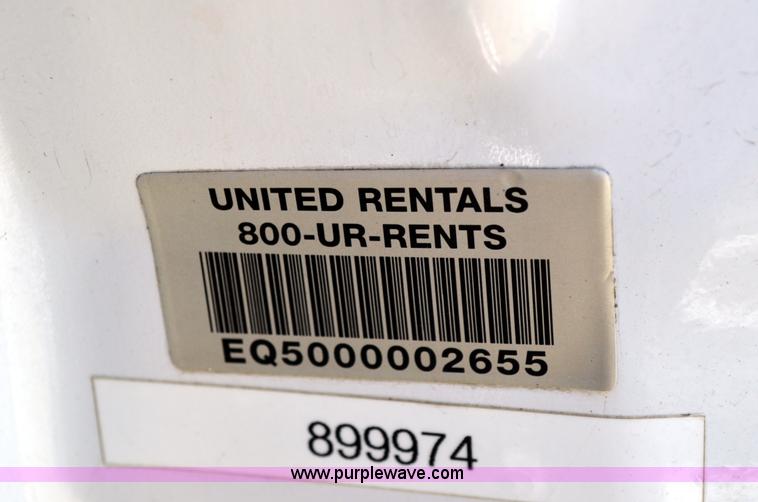 UNITED RENTALS
800-UR-RENTS
EQ5000002655
899974
www.purplewave.com